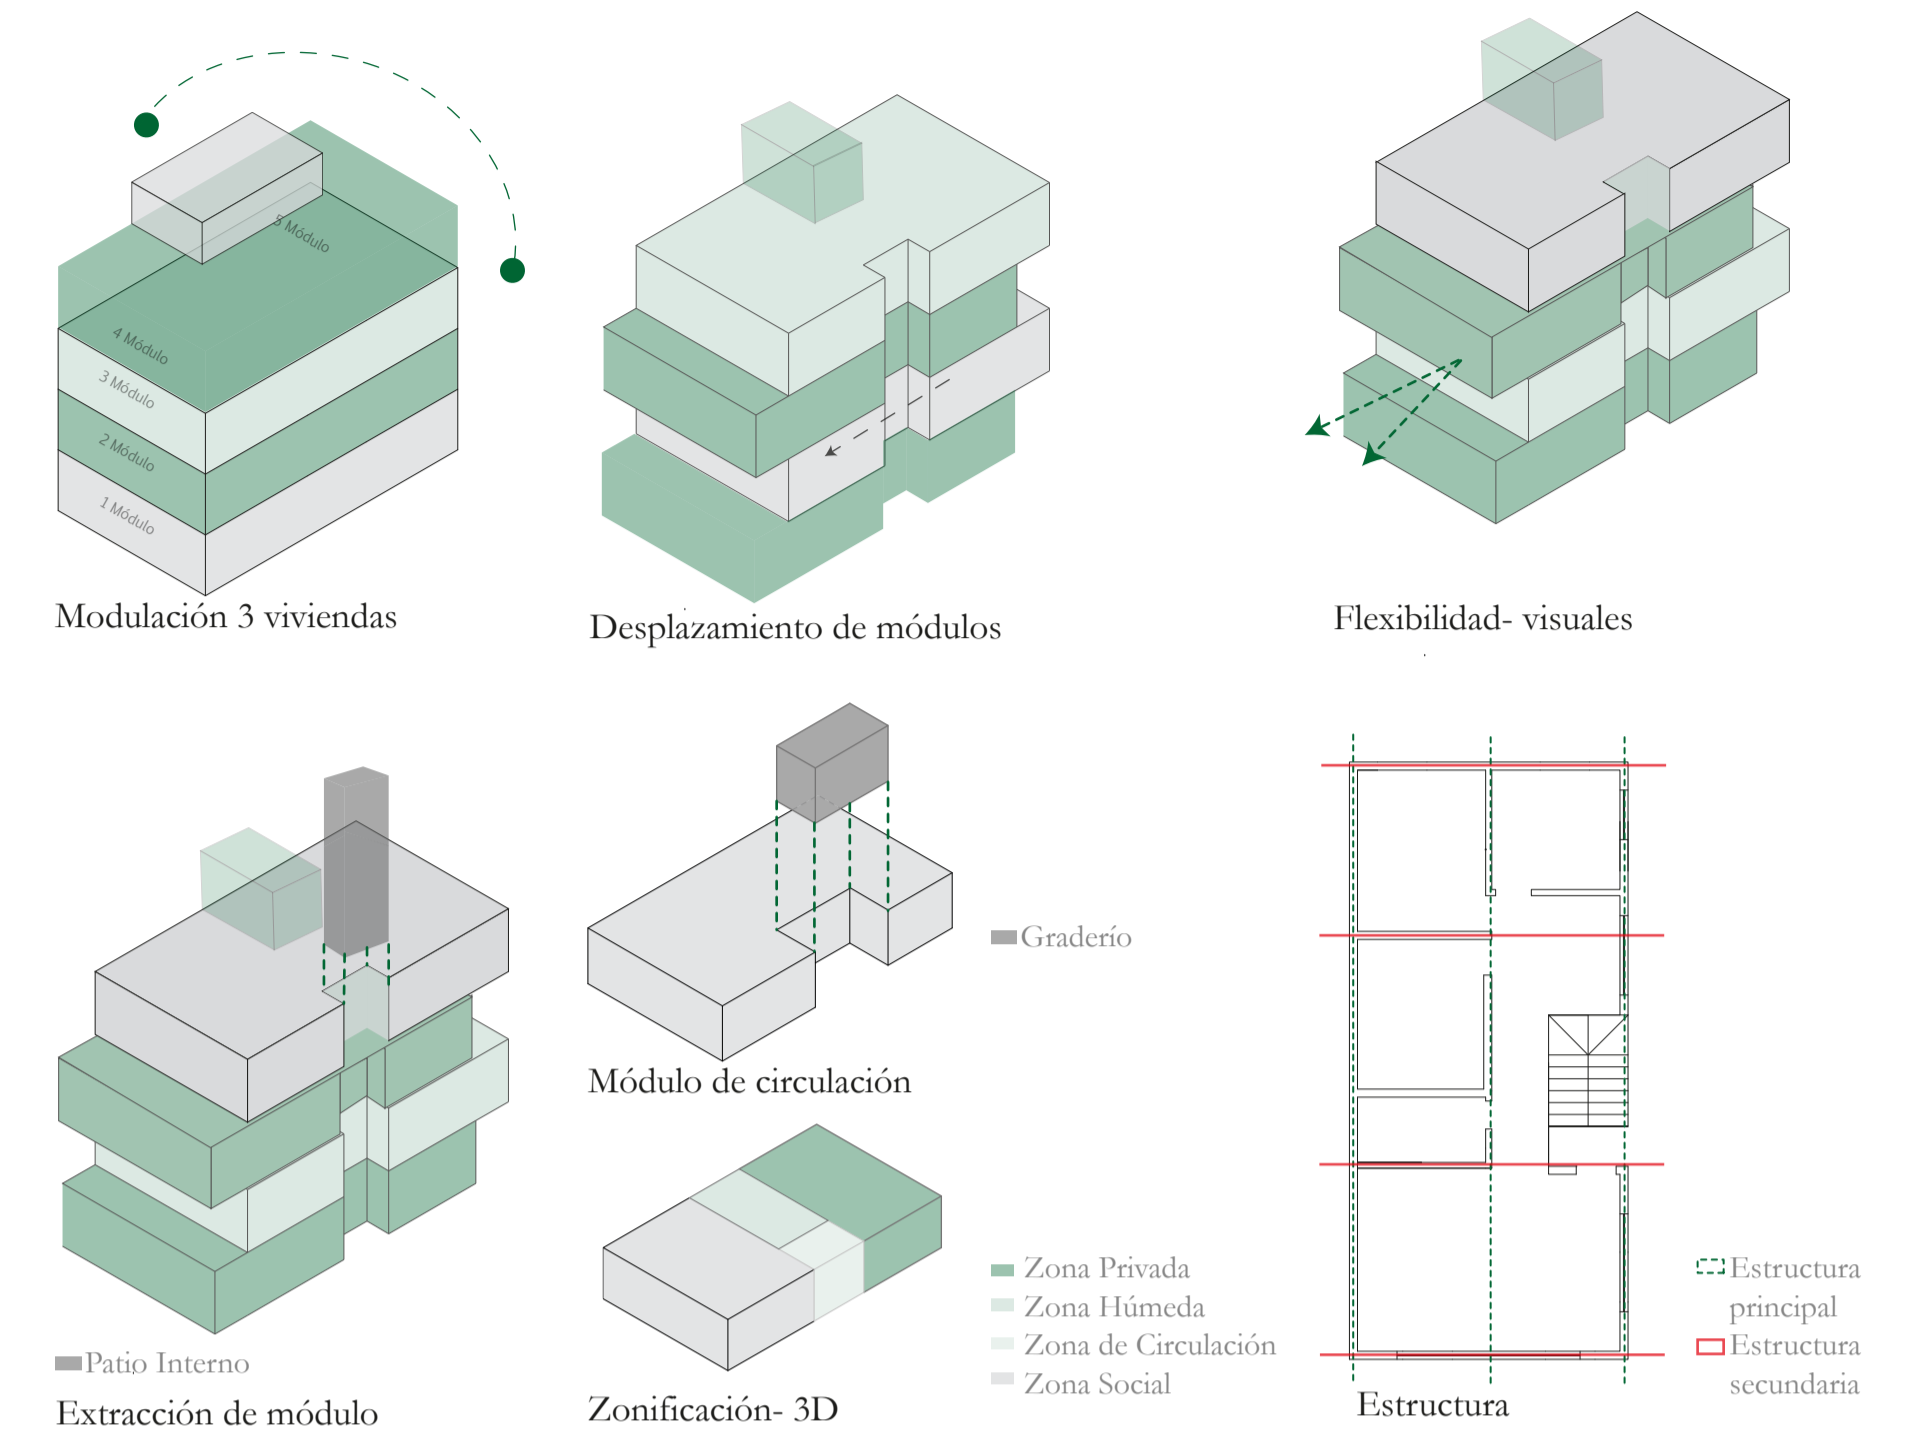 5 Módulo
4 Módulo
3 Módulo
2 Módulo
1 Módulo
Modulación 3 viviendas
Desplazamiento de módulos
Flexibilidad- visuales
Graderío
Módulo de circulación
Patio Interno
Extracción de módulo
Zona Privada
Zona Húmeda
Zona de Circulación
Zona Social
Zonificación- 3D
Estructura
principal
Estructura
secundaria
Estructura